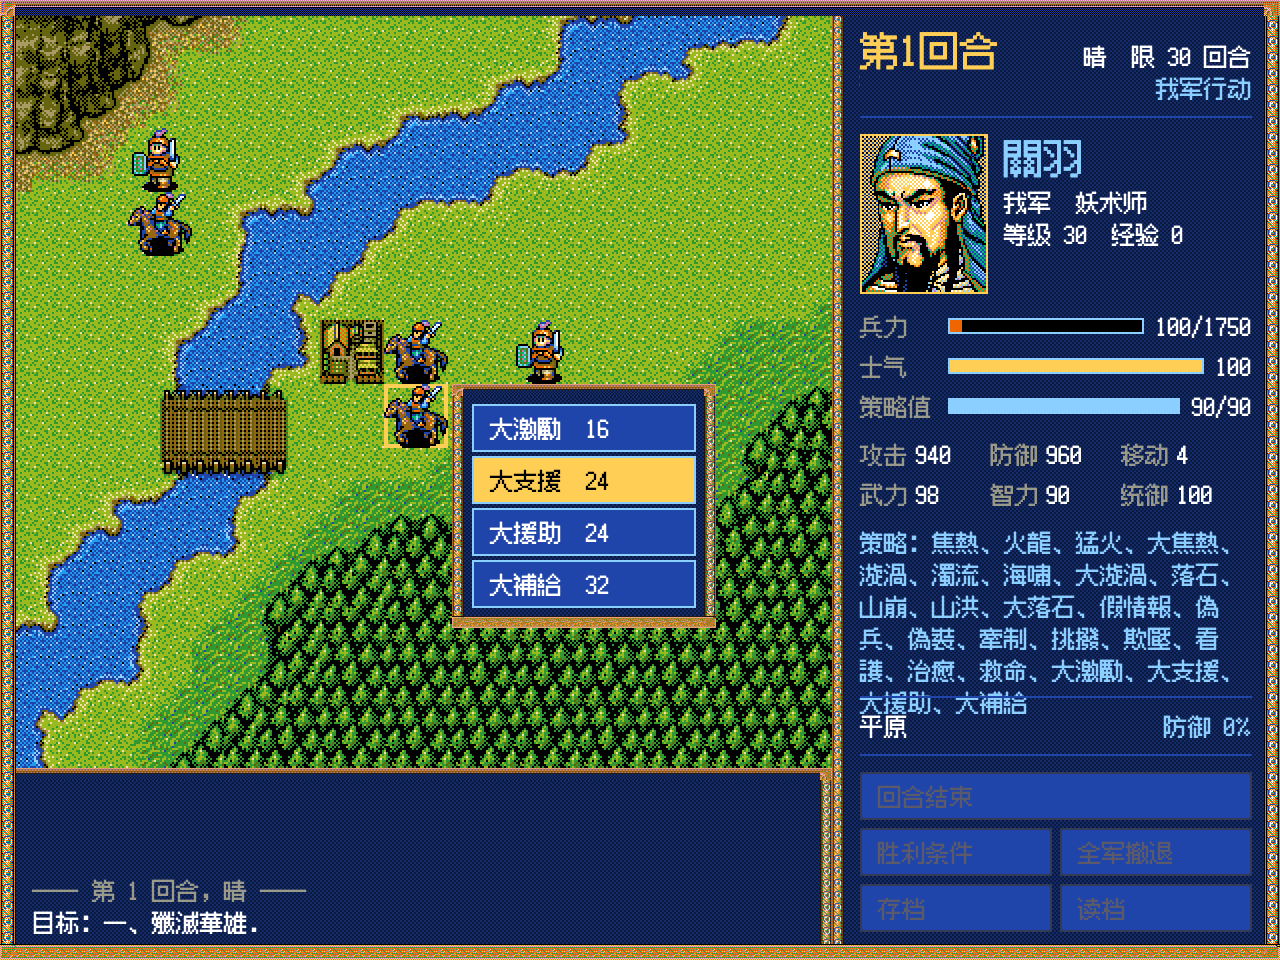 第1回合
晴 限 30 回合
我军行动
關羽
我军 妖术师
等级 30 经验 0
兵力 100/1750
士气 100
策略值 90/90
攻击 940 防御 960 移动 4
武力 98 智力 90 统御 100
策略：焦熱、火龍、猛火、大焦熱、
漩渦、濁流、海嘯、大漩渦、落石、
山崩、山洪、大落石、假情報、偽
兵、偽裝、牽制、挑撥、欺壓、看
護、治癒、救命、大激勵、大支援、
大援助、大補給
平原 防御 0%
大激勵 16
大支援 24
大援助 24
大補給 32
回合结束
胜利条件 全军撤退
存档 读档
—— 第 1 回合，晴 ——
目标：一、殲滅華雄．